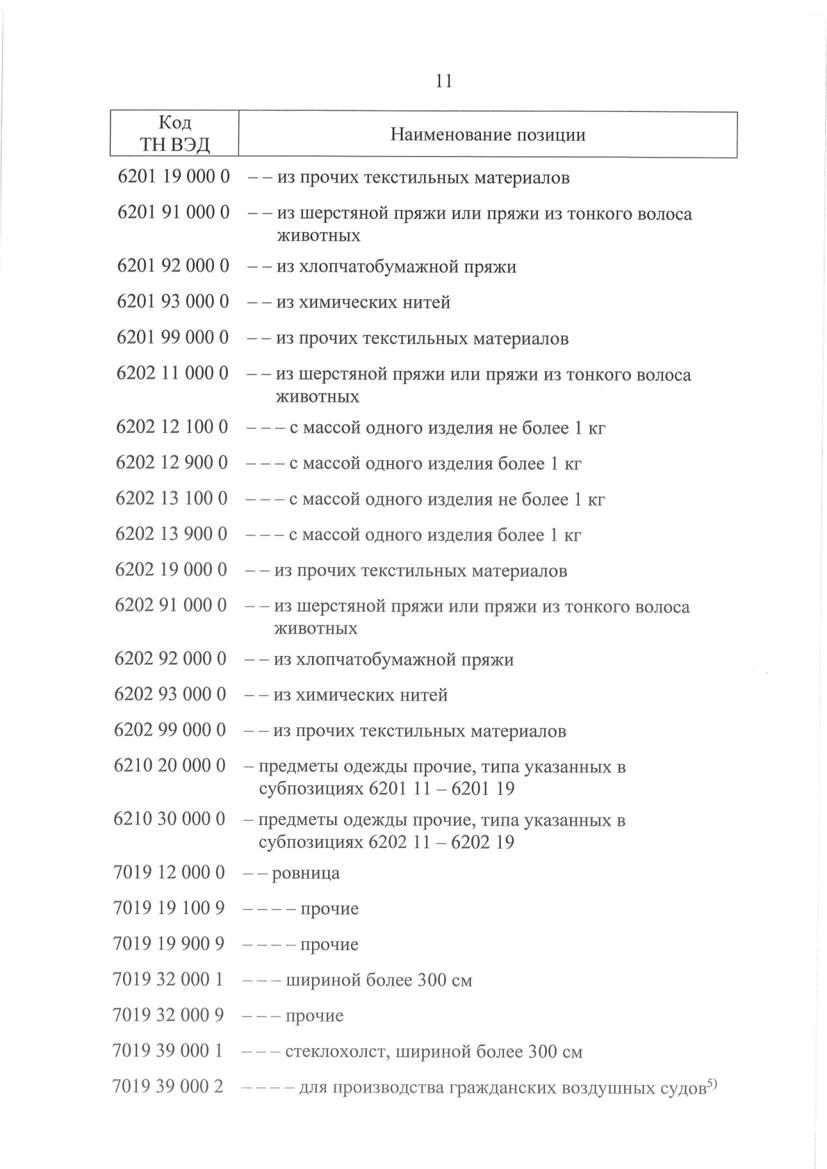 11
Код
ТН ВЭД
Наименование позиции
6201 19 000 0 – – из прочих текстильных материалов
6201 91 000 0 – – из шерстяной пряжи или пряжи из тонкого волоса
животных
6201 92 000 0 – – из хлопчатобумажной пряжи
6201 93 000 0 – – из химических нитей
6201 99 000 0 – – из прочих текстильных материалов
6202 11 000 0 – – из шерстяной пряжи или пряжи из тонкого волоса
животных
6202 12 100 0 – – – с массой одного изделия не более 1 кг
6202 12 900 0 – – – с массой одного изделия более 1 кг
6202 13 100 0 – – – с массой одного изделия не более 1 кг
6202 13 900 0 – – – с массой одного изделия более 1 кг
6202 19 000 0 – – из прочих текстильных материалов
6202 91 000 0 – – из шерстяной пряжи или пряжи из тонкого волоса
животных
6202 92 000 0 – – из хлопчатобумажной пряжи
6202 93 000 0 – – из химических нитей
6202 99 000 0 – – из прочих текстильных материалов
6210 20 000 0 – предметы одежды прочие, типа указанных в
субпозициях 6201 11 – 6201 19
6210 30 000 0 – предметы одежды прочие, типа указанных в
субпозициях 6202 11 – 6202 19
7019 12 000 0 – – ровница
7019 19 100 9 – – – – прочие
7019 19 900 9 – – – – прочие
7019 32 000 1 – – – шириной более 300 см
7019 32 000 9 – – – прочие
7019 39 000 1 – – – стеклохолст, шириной более 300 см
7019 39 000 2 – – – – для производства гражданских воздушных судов⁵⁾